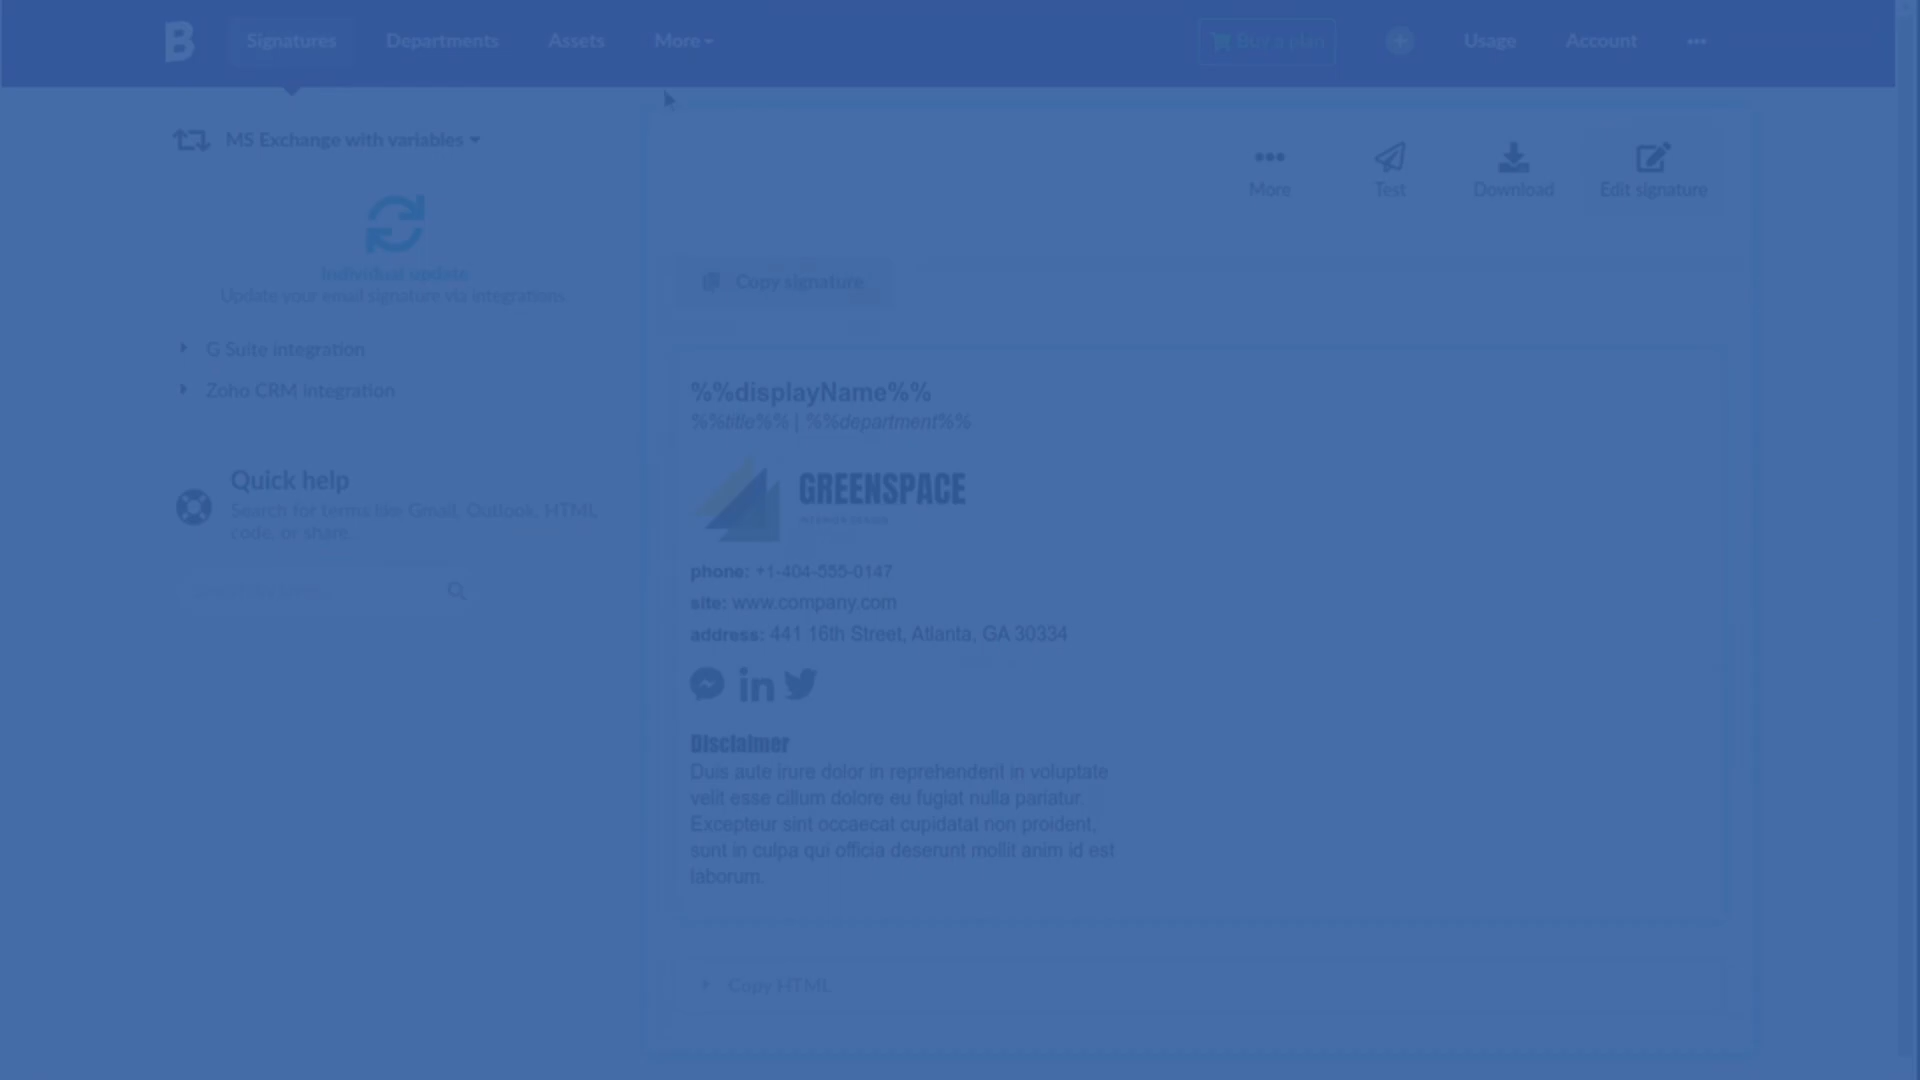 B Signatures Departments Assets More Buy a plan Usage Account
MS Exchange with variables
More Test Download Edit signature
Individual update
Update your email signature via integrations
Copy signature
G Suite integration
Zoho CRM integration
%%displayName%%
%%title%% | %%department%%
Quick help
Search for terms like Gmail, Outlook, HTML
code, or share...
GREENSPACE
INTERIOR DESIGN
phone: +1-404-555-0147
site: www.company.com
address: 441 16th Street, Atlanta, GA 30334
in
Disclaimer
Duis aute irure dolor in reprehenderit in voluptate
velit esse cillum dolore eu fugiat nulla pariatur.
Excepteur sint occaecat cupidatat non proident,
sunt in culpa qui officia deserunt mollit anim id est
laborum.
Copy HTML